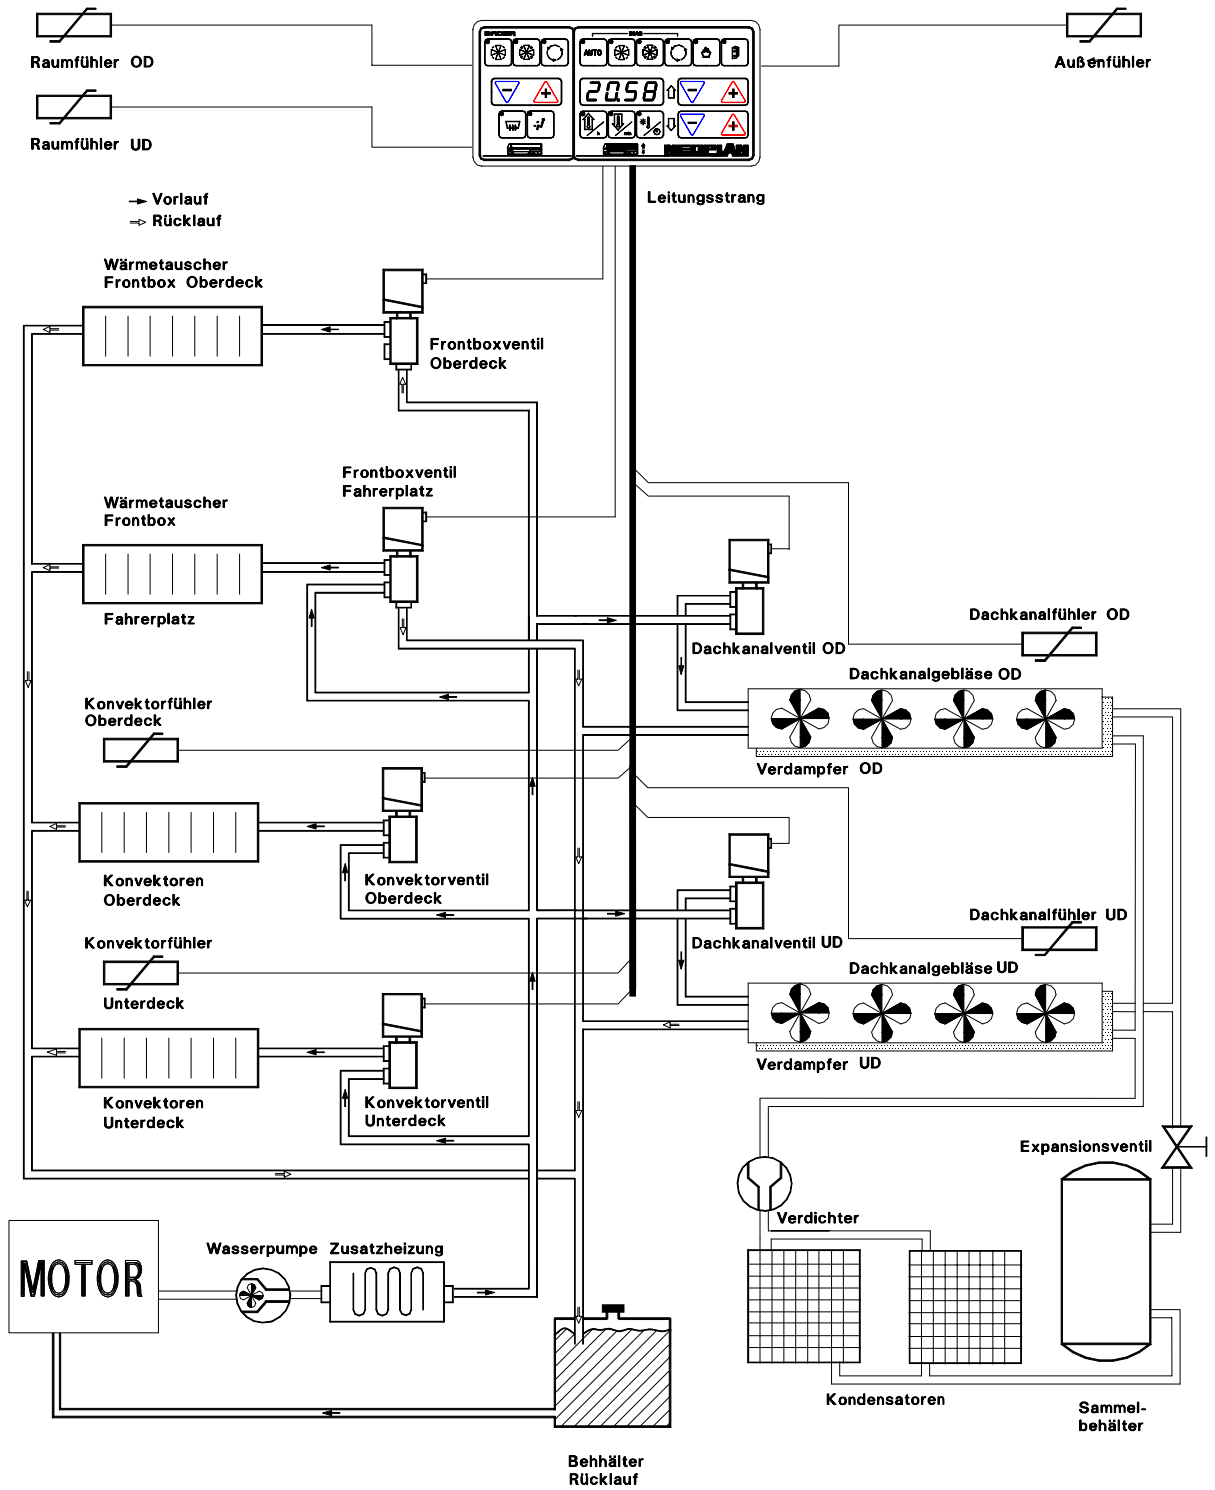 Raumfühler OD
Außenfühler
Raumfühler UD
AUTO
20.58
NEOPLAN
Leitungsstrang
Vorlauf
Rücklauf
Wärmetauscher
Frontbox Oberdeck
Frontboxventil
Oberdeck
Frontboxventil
Fahrerplatz
Wärmetauscher
Frontbox
Fahrerplatz
Dachkanalfühler OD
Dachkanalventil OD
Dachkanalgebläse OD
Konvektorfühler
Oberdeck
Verdampfer OD
Konvektoren
Oberdeck
Konvektorventil
Oberdeck
Dachkanalfühler UD
Dachkanalventil UD
Konvektorfühler
Unterdeck
Dachkanalgebläse UD
Verdampfer UD
Konvektoren
Unterdeck
Konvektorventil
Unterdeck
Expansionsventil
Verdichter
Wasserpumpe Zusatzheizung
MOTOR
Kondensatoren
Sammel-
behälter
Behhälter
Rücklauf